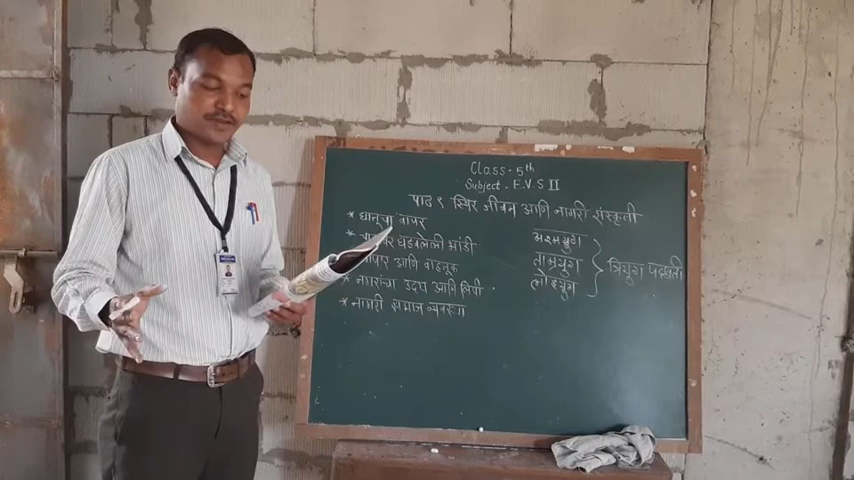 Class - 5th
Subject - E.V.S II
पाठ ९ स्थिर जीवन आणि नागरी संस्कृती
* धातूचा वापर
घडवलेली भांडी
आणि वाहतूक
* नगरांचा उदय आणि लिपी
* नागरी समाज व्यवस्था
अश्मयुग
ताम्रयुग
लोहयुग
त्रियुग पद्धती